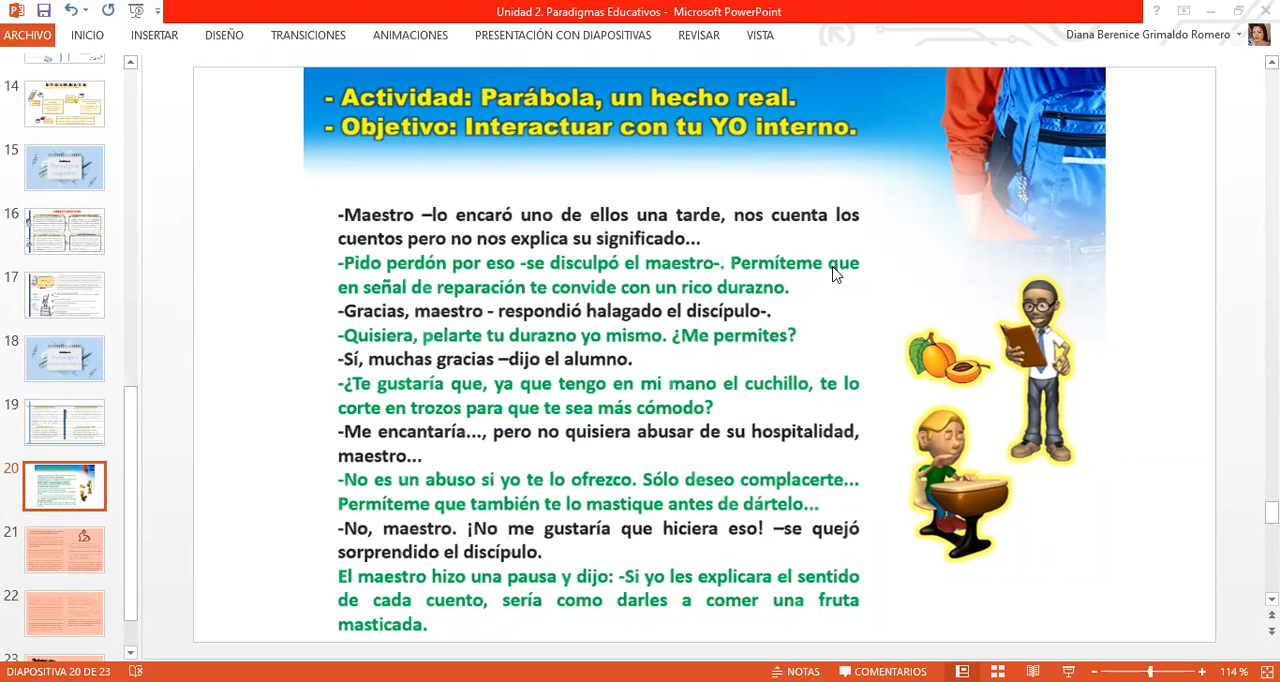 Unidad 2. Paradigmas Educativos - Microsoft PowerPoint
ARCHIVO INICIO INSERTAR DISEÑO TRANSICIONES ANIMACIONES PRESENTACIÓN CON DIAPOSITIVAS REVISAR VISTA Diana Berenice Grimaldo Romero
14
15
16
17
18
19
20
21
22
23
- Actividad: Parábola, un hecho real.
- Objetivo: Interactuar con tu YO interno.
-Maestro –lo encaró uno de ellos una tarde, nos cuenta los
cuentos pero no nos explica su significado...
-Pido perdón por eso -se disculpó el maestro-. Permíteme que
en señal de reparación te convide con un rico durazno.
-Gracias, maestro - respondió halagado el discípulo-.
-Quisiera, pelarte tu durazno yo mismo. ¿Me permites?
-Sí, muchas gracias –dijo el alumno.
-¿Te gustaría que, ya que tengo en mi mano el cuchillo, te lo
corte en trozos para que te sea más cómodo?
-Me encantaría..., pero no quisiera abusar de su hospitalidad,
maestro...
-No es un abuso si yo te lo ofrezco. Sólo deseo complacerte...
Permíteme que también te lo mastique antes de dártelo...
-No, maestro. ¡No me gustaría que hiciera eso! –se quejó
sorprendido el discípulo.
El maestro hizo una pausa y dijo: -Si yo les explicara el sentido
de cada cuento, sería como darles a comer una fruta
masticada.
DIAPOSITIVA 20 DE 23 NOTAS COMENTARIOS 114 %